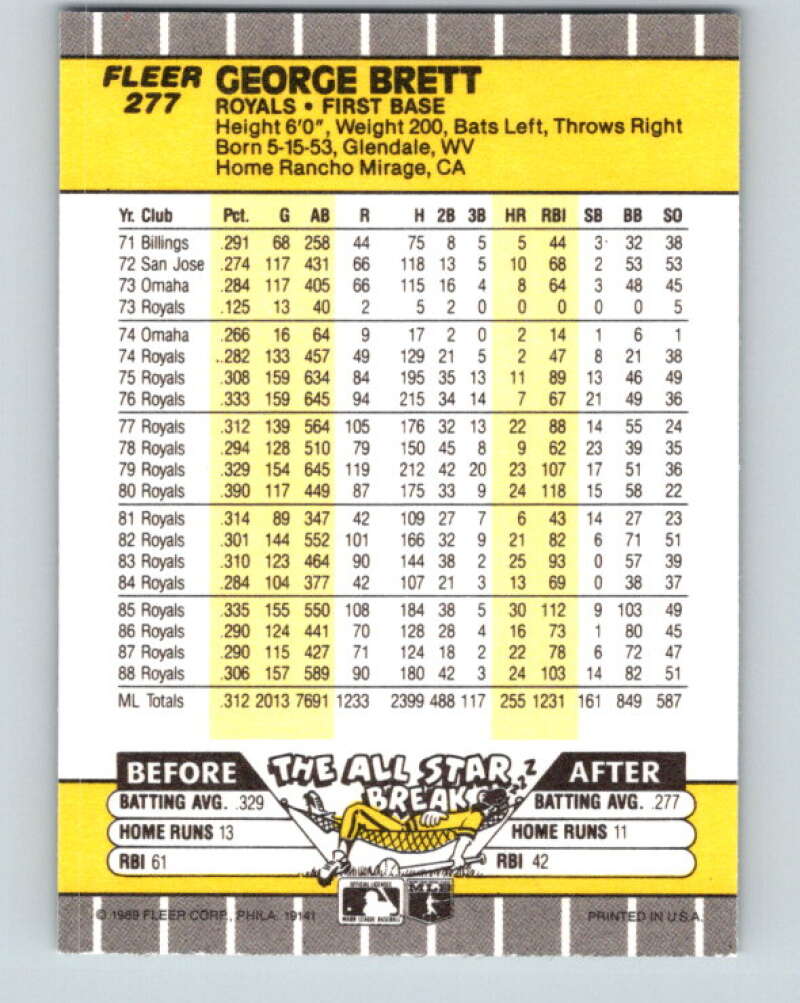 FLEER GEORGE BRETT
277 ROYALS • FIRST BASE
Height 6'0", Weight 200, Bats Left, Throws Right
Born 5-15-53, Glendale, WV
Home Rancho Mirage, CA
Yr. Club Pct. G AB R H 2B 3B HR RBI SB BB SO
71 Billings .291 68 258 44 75 8 5 5 44 3 32 38
72 San Jose .274 117 431 66 118 13 5 10 68 2 53 53
73 Omaha .284 117 405 66 115 16 4 8 64 3 48 45
73 Royals .125 13 40 2 5 2 0 0 0 0 0 5
74 Omaha .266 16 64 9 17 2 0 2 14 1 6 1
74 Royals .282 133 457 49 129 21 5 2 47 8 21 38
75 Royals .308 159 634 84 195 35 13 11 89 13 46 49
76 Royals .333 159 645 94 215 34 14 7 67 21 49 36
77 Royals .312 139 564 105 176 32 13 22 88 14 55 24
78 Royals .294 128 510 79 150 45 8 9 62 23 39 35
79 Royals .329 154 645 119 212 42 20 23 107 17 51 36
80 Royals .390 117 449 87 175 33 9 24 118 15 58 22
81 Royals .314 89 347 42 109 27 7 6 43 14 27 23
82 Royals .301 144 552 101 166 32 9 21 82 6 71 51
83 Royals .310 123 464 90 144 38 2 25 93 0 57 39
84 Royals .284 104 377 42 107 21 3 13 69 0 38 37
85 Royals .335 155 550 108 184 38 5 30 112 9 103 49
86 Royals .290 124 441 70 128 28 4 16 73 1 80 45
87 Royals .290 115 427 71 124 18 2 22 78 6 72 47
88 Royals .306 157 589 90 180 42 3 24 103 14 82 51
ML Totals .312 2013 7691 1233 2399 488 117 255 1231 161 849 587
BEFORE THE ALL STAR BREAK ZZZ AFTER
BATTING AVG. .329 BATTING AVG. .277
HOME RUNS 13 HOME RUNS 11
RBI 61 RBI 42
MLB
© 1989 FLEER CORP., PHILA. 19141 MAJOR LEAGUE BASEBALL PRINTED IN U.S.A.